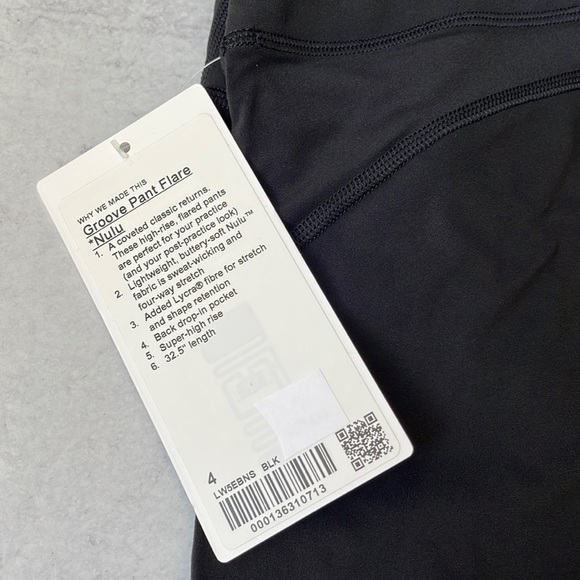 WHY WE MADE THIS
Groove Pant Flare
*Nulu
1. A coveted classic returns.
These high-rise, flared pants
are perfect for your practice
(and your post-practice look)
2. Lightweight, buttery-soft Nulu™
fabric is sweat-wicking and
four-way stretch
3. Added Lycra® fibre for stretch
and shape retention
4. Back drop-in pocket
5. Super-high rise
6. 32.5" length
4
LW5EBNS BLK
000136310713